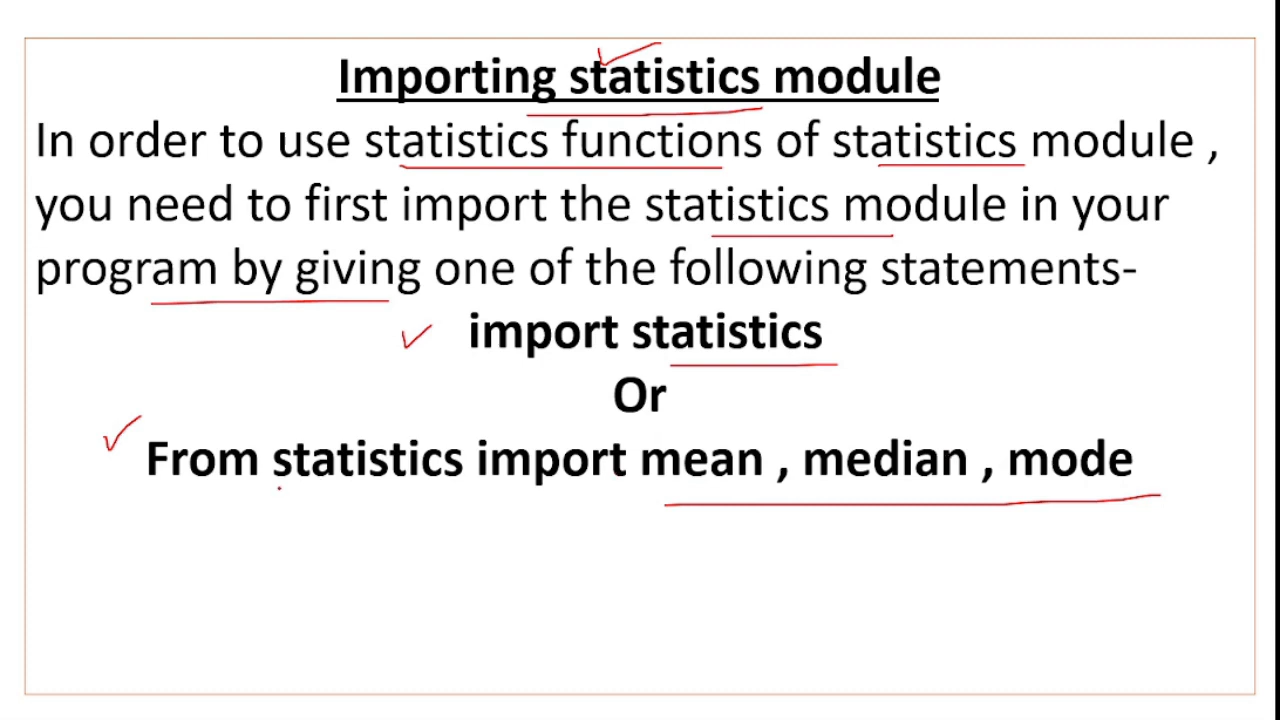 Importing statistics module
In order to use statistics functions of statistics module ,
you need to first import the statistics module in your
program by giving one of the following statements-
import statistics
Or
From statistics import mean , median , mode